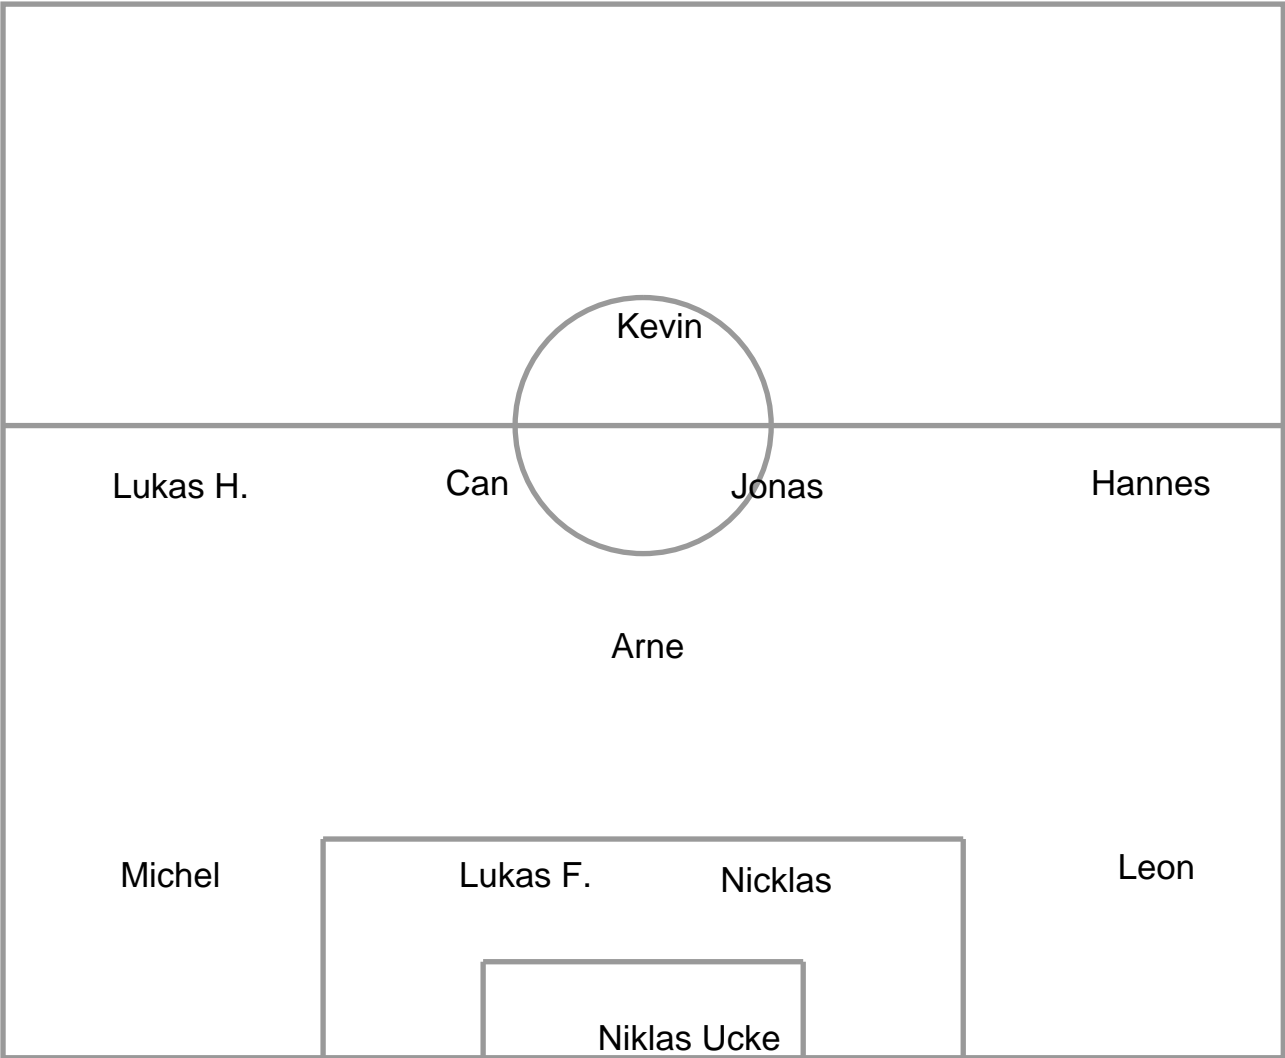 Kevin
Lukas H.
Can
Jonas
Hannes
Arne
Michel
Lukas F.
Nicklas
Leon
Niklas Ucke